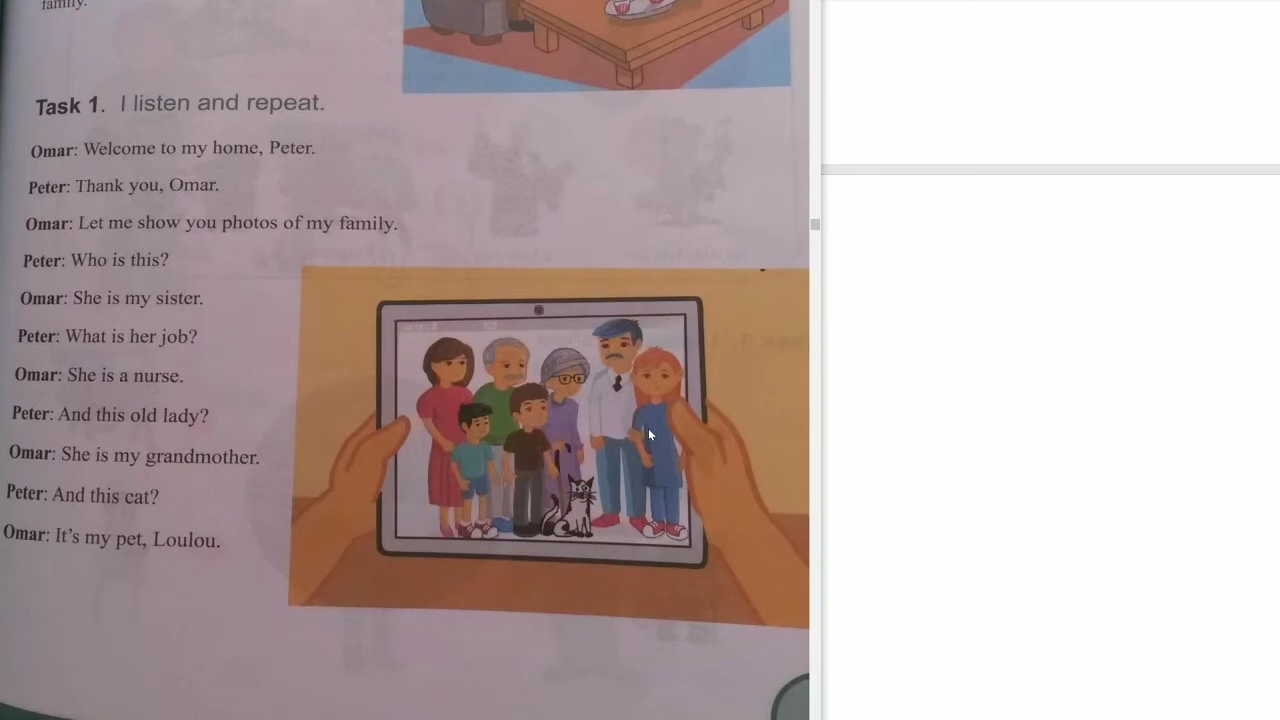 family.
Task 1. I listen and repeat.
Omar: Welcome to my home, Peter.
Peter: Thank you, Omar.
Omar: Let me show you photos of my family.
Peter: Who is this?
Omar: She is my sister.
Peter: What is her job?
Omar: She is a nurse.
Peter: And this old lady?
Omar: She is my grandmother.
Peter: And this cat?
Omar: It's my pet, Loulou.